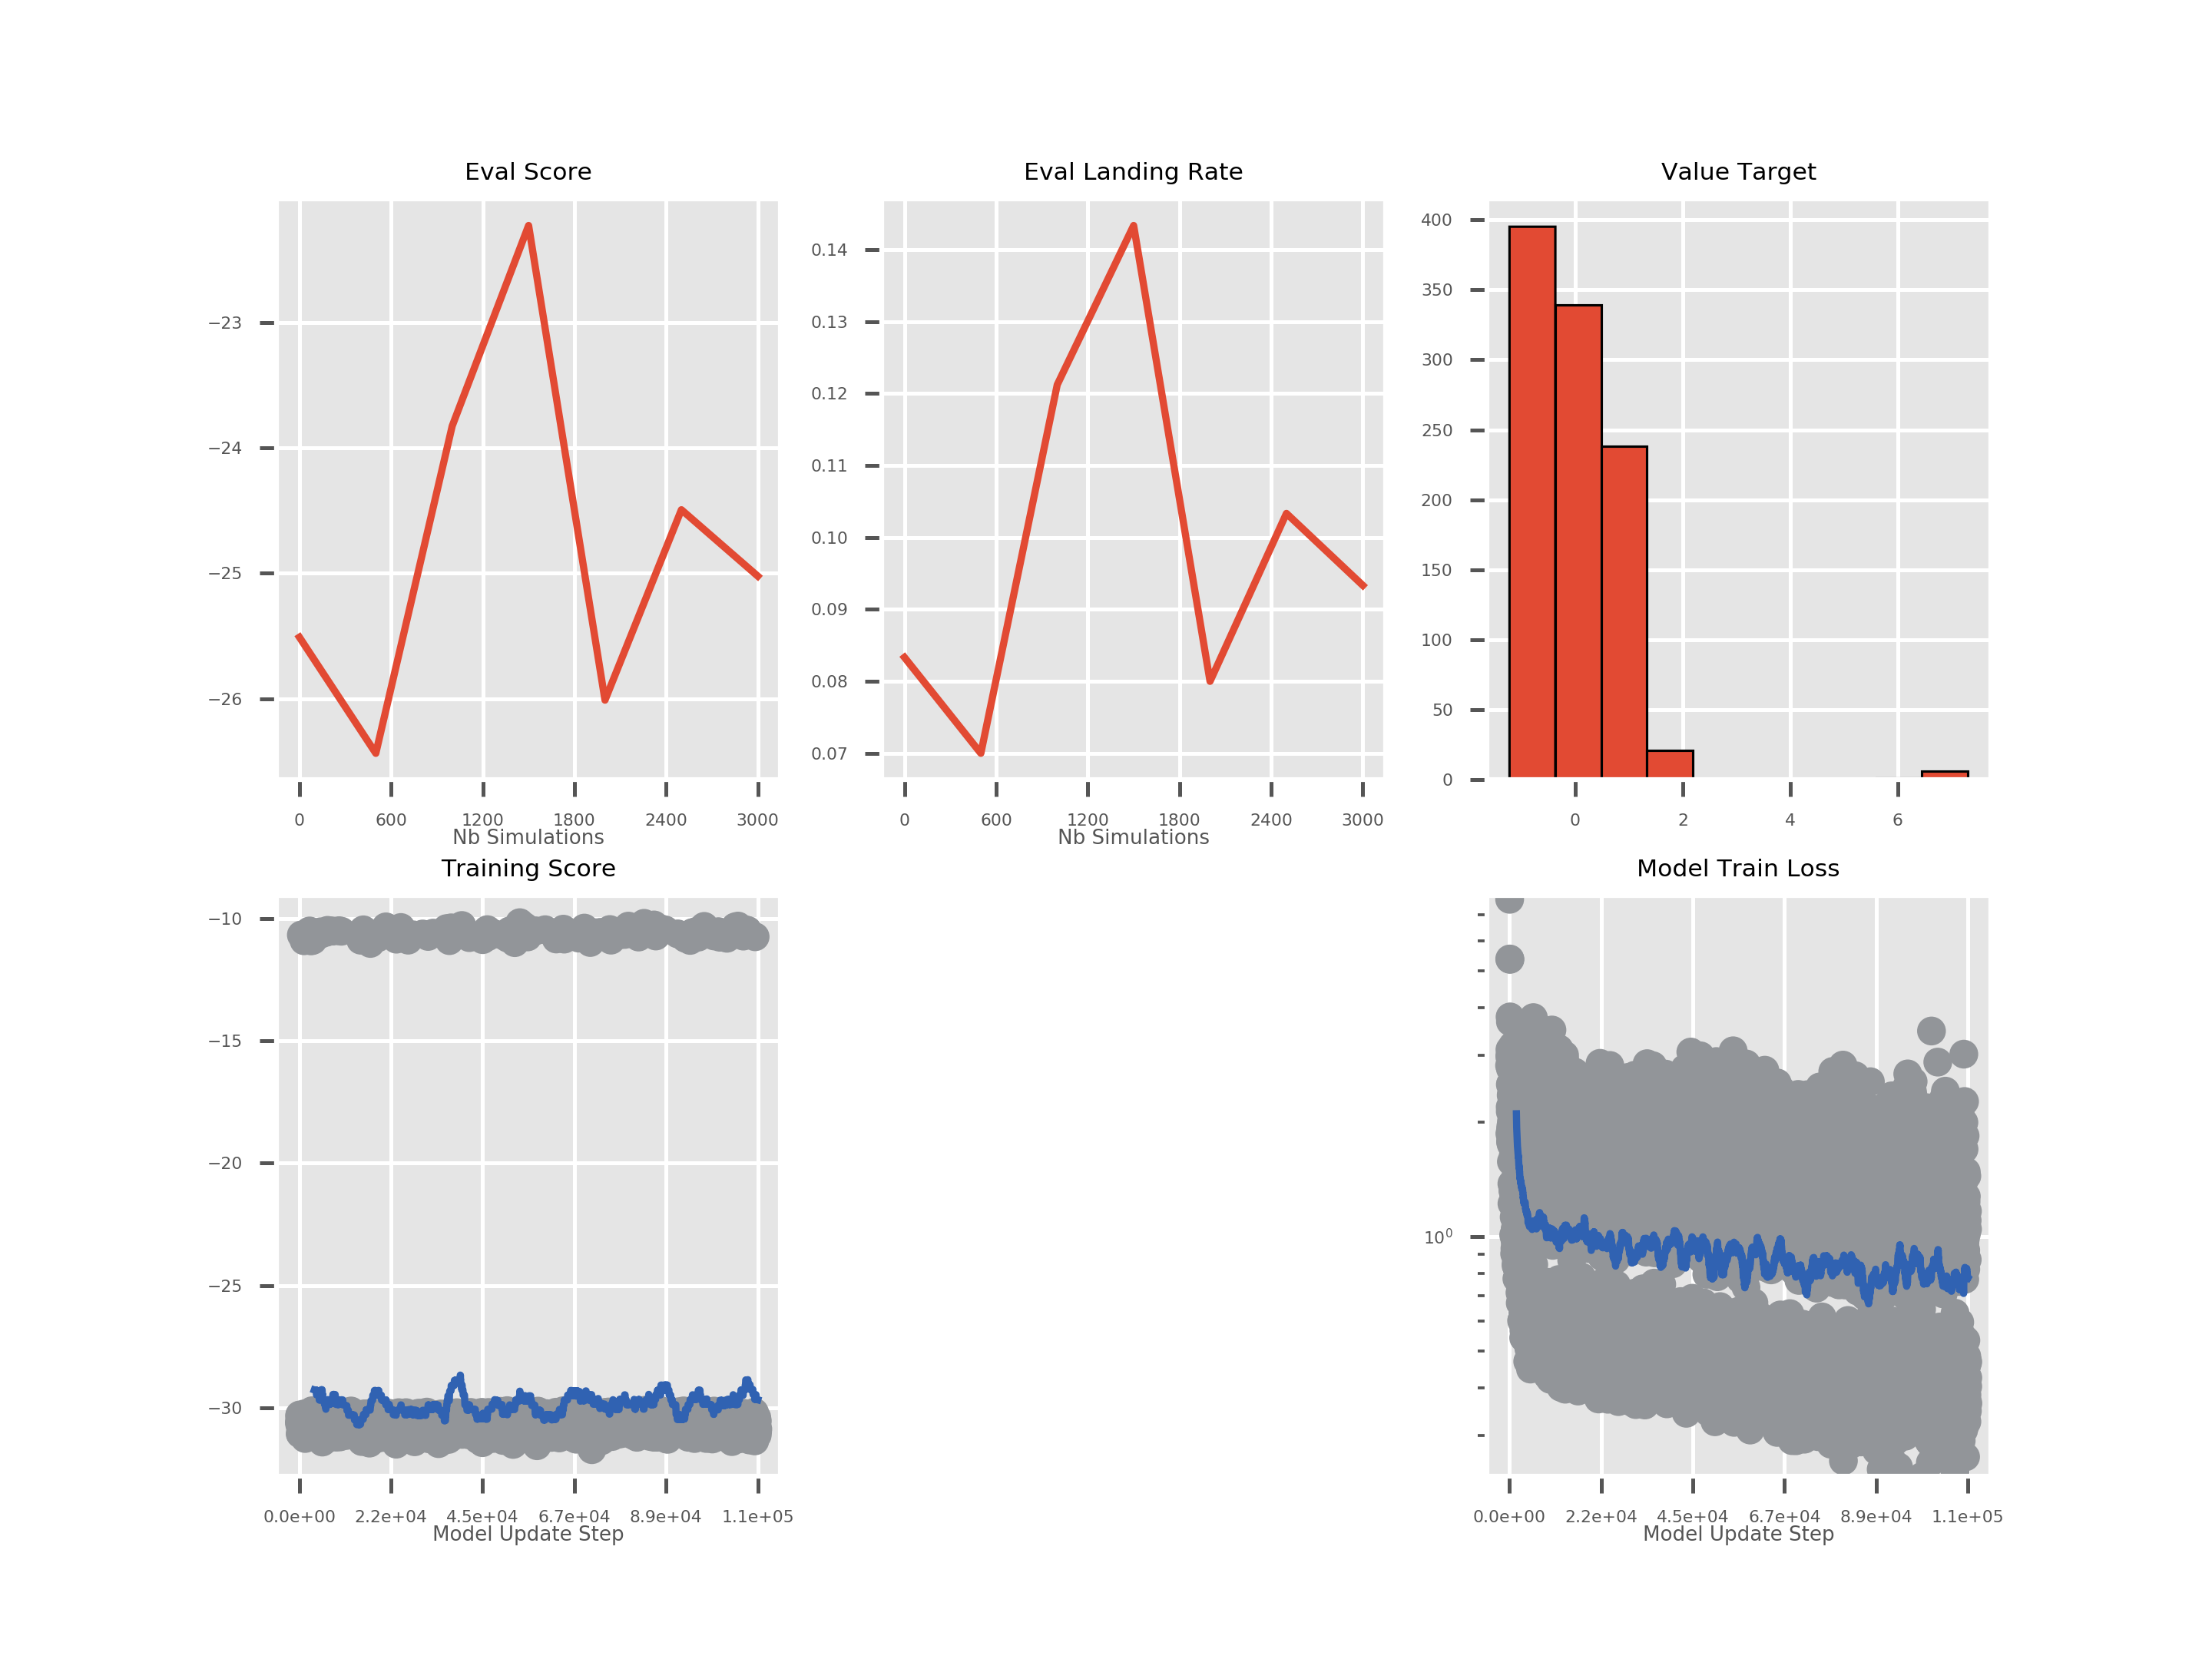 Eval Score
−23
−24
−25
−26
0 600 1200 1800 2400 3000
Nb Simulations
Eval Landing Rate
0.14
0.13
0.12
0.11
0.10
0.09
0.08
0.07
0 600 1200 1800 2400 3000
Nb Simulations
Value Target
400
350
300
250
200
150
100
50
0
0 2 4 6
Training Score
−10
−15
−20
−25
−30
0.0e+00 2.2e+04 4.5e+04 6.7e+04 8.9e+04 1.1e+05
Model Update Step
Model Train Loss
10⁰
0.0e+00 2.2e+04 4.5e+04 6.7e+04 8.9e+04 1.1e+05
Model Update Step